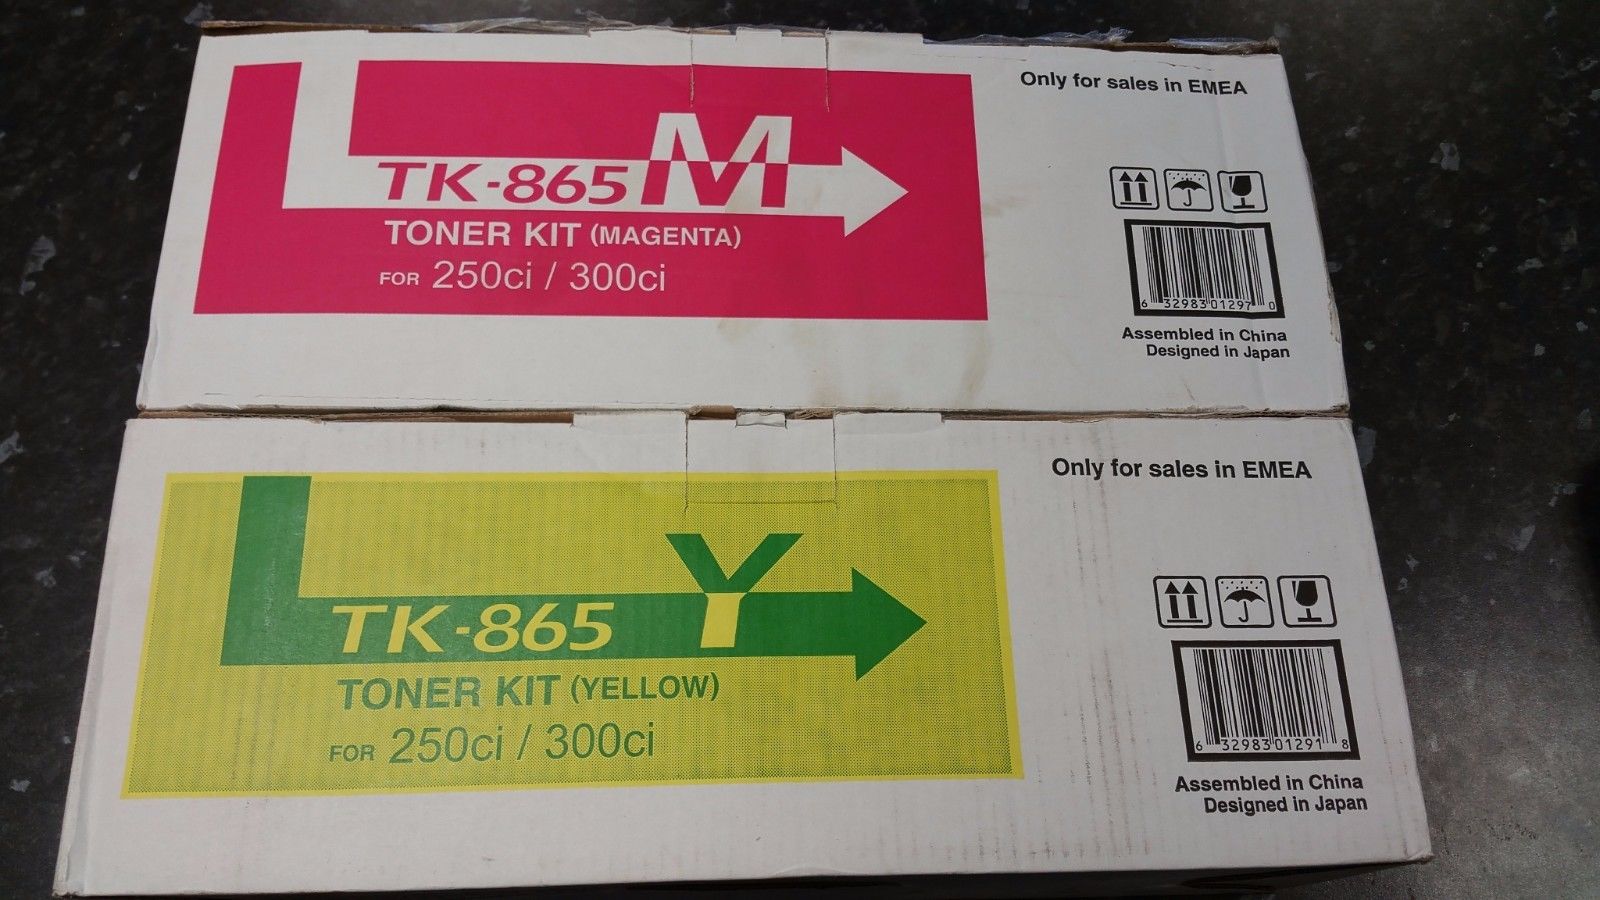 TK-865 M
TONER KIT (MAGENTA)
FOR 250ci / 300ci
Only for sales in EMEA
6 32983 01297 0
Assembled in China
Designed in Japan
TK-865 Y
TONER KIT (YELLOW)
FOR 250ci / 300ci
Only for sales in EMEA
6 32983 01291 8
Assembled in China
Designed in Japan